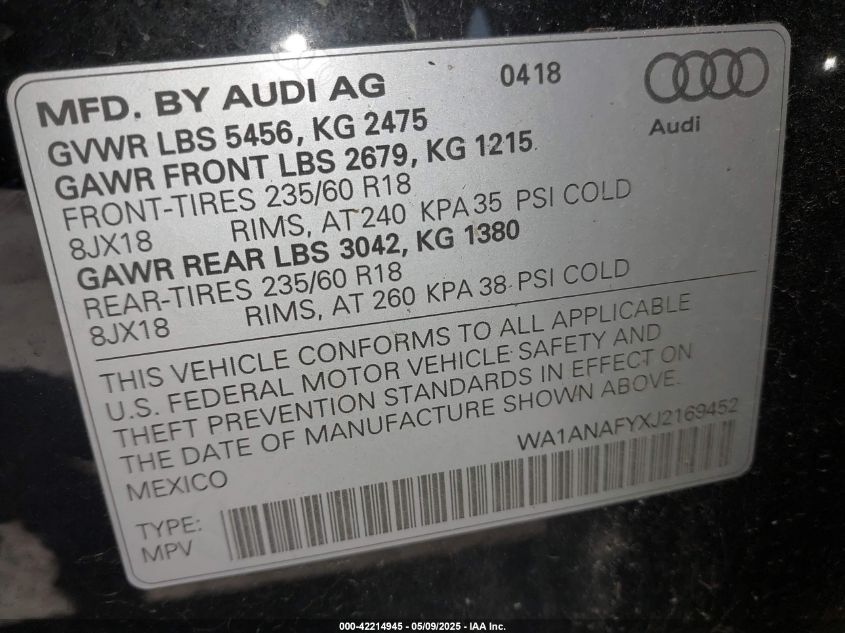 MFD. BY AUDI AG 0418
Audi
GVWR LBS 5456, KG 2475
GAWR FRONT LBS 2679, KG 1215
FRONT-TIRES 235/60 R18
8JX18 RIMS, AT 240 KPA 35 PSI COLD
GAWR REAR LBS 3042, KG 1380
REAR-TIRES 235/60 R18
8JX18 RIMS, AT 260 KPA 38 PSI COLD
THIS VEHICLE CONFORMS TO ALL APPLICABLE
U.S. FEDERAL MOTOR VEHICLE SAFETY AND
THEFT PREVENTION STANDARDS IN EFFECT ON
THE DATE OF MANUFACTURE SHOWN ABOVE.
MEXICO WA1ANAFYXJ2169452
TYPE:
MPV
000-42214945 - 05/09/2025 - IAA Inc.